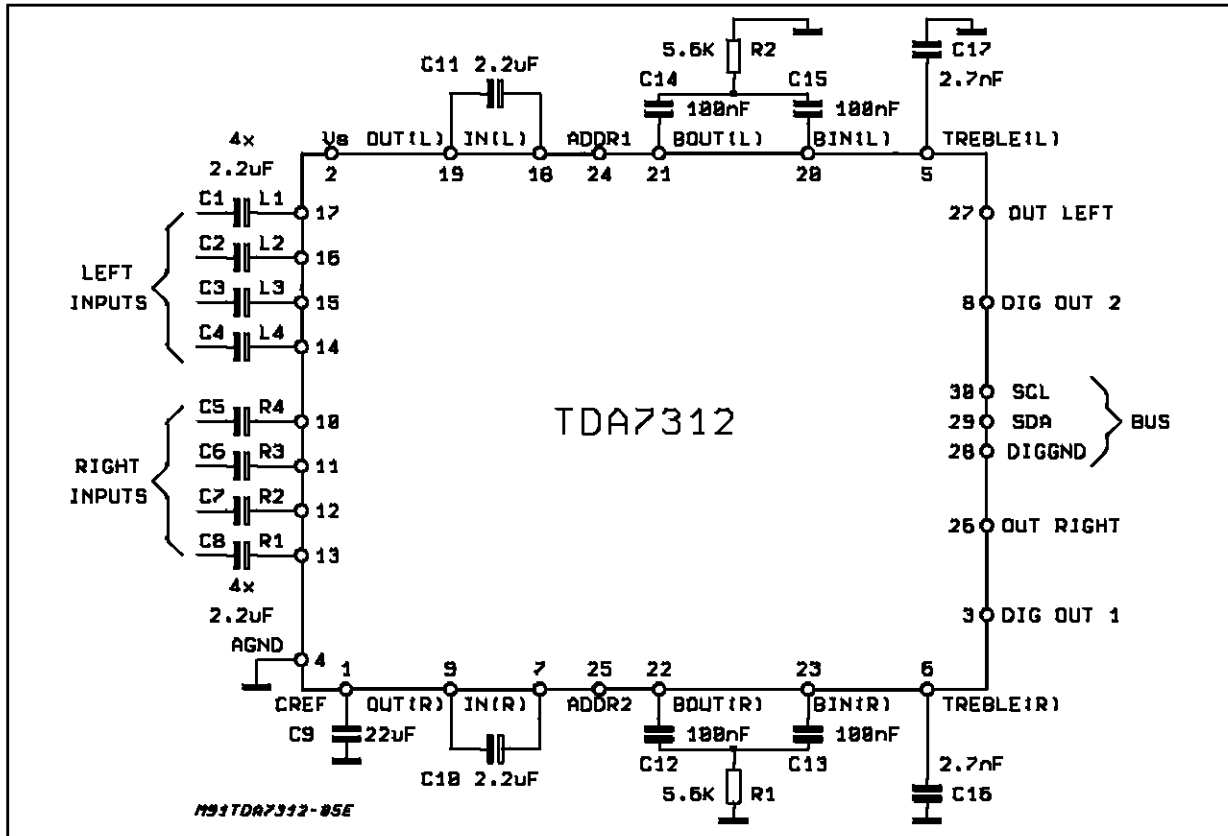 5.6K R2 C17
C11 2.2uF C14 C15 2.7nF
100nF 100nF
4x Vs OUT(L) IN(L) ADDR1 BOUT(L) BIN(L) TREBLE(L)
2.2uF 2 19 18 24 21 20 5
C1 L1 17 27 OUT LEFT
C2 L2 16
LEFT
INPUTS
C3 L3 15 8 DIG OUT 2
C4 L4 14
30 SCL
C5 R4 10 TDA7312 29 SDA BUS
C6 R3 11 28 DIGGND
RIGHT
INPUTS
C7 R2 12
26 OUT RIGHT
C8 R1 13
4x
2.2uF 3 DIG OUT 1
AGND
4 1 9 7 25 22 23 6
CREF OUT(R) IN(R) ADDR2 BOUT(R) BIN(R) TREBLE(R)
C9 22uF 100nF 100nF
C10 2.2uF C12 C13 2.7nF
5.6K R1 C16
M91TDA7312-05E